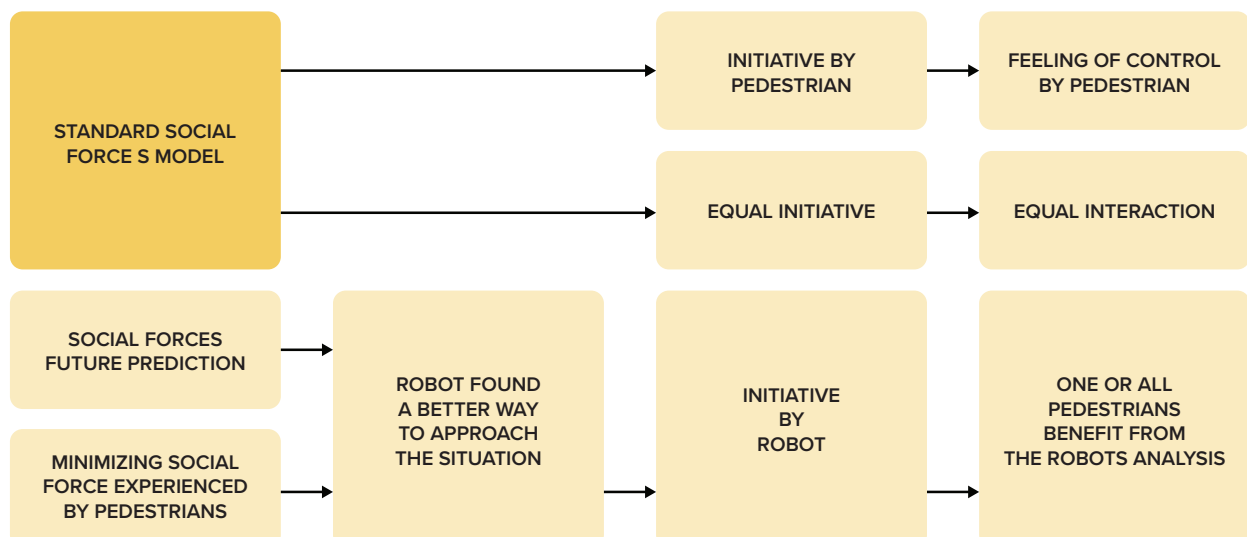 STANDARD SOCIAL
FORCE S MODEL
INITIATIVE BY
PEDESTRIAN
FEELING OF CONTROL
BY PEDESTRIAN
EQUAL INITIATIVE
EQUAL INTERACTION
SOCIAL FORCES
FUTURE PREDICTION
MINIMIZING SOCIAL
FORCE EXPERIENCED
BY PEDESTRIANS
ROBOT FOUND
A BETTER WAY
TO APPROACH
THE SITUATION
INITIATIVE
BY
ROBOT
ONE OR ALL
PEDESTRIANS
BENEFIT FROM
THE ROBOTS ANALYSIS